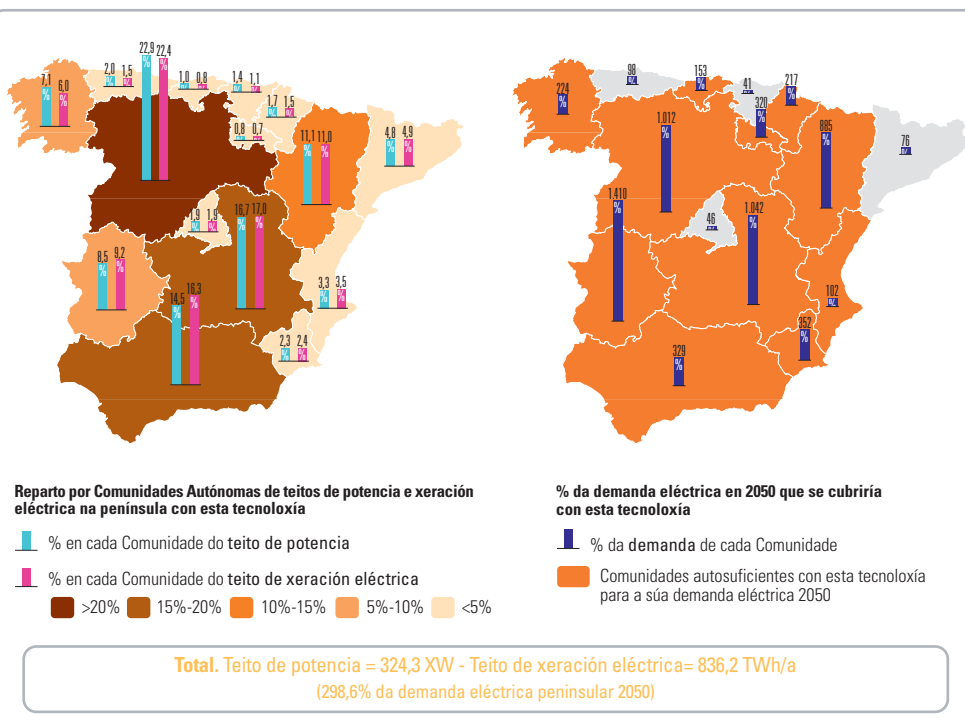 7,1 % 6,0 %
2,0 % 1,5 %
22,9 % 22,4 %
1,0 % 0,8 %
1,4 % 1,1 %
1,7 % 1,5 %
0,8 % 0,7 %
11,1 % 11,0 %
4,8 % 4,9 %
1,9 % 1,9 %
16,7 % 17,0 %
8,5 % 9,2 %
14,5 % 16,3 %
3,3 % 3,5 %
2,3 % 2,4 %
224 %
98 %
153 %
41 %
217 %
320 %
1.012 %
885 %
76 %
1.410 %
46 %
1.042 %
102 %
352 %
329 %
Reparto por Comunidades Autónomas de teitos de potencia e xeración
eléctrica na península con esta tecnoloxía
% en cada Comunidade do teito de potencia
% en cada Comunidade do teito de xeración eléctrica
>20% 15%-20% 10%-15% 5%-10% <5%
% da demanda eléctrica en 2050 que se cubriría
con esta tecnoloxía
% da demanda de cada Comunidade
Comunidades autosuficientes con esta tecnoloxía
para a súa demanda eléctrica 2050
Total. Teito de potencia = 324,3 XW - Teito de xeración eléctrica= 836,2 TWh/a
(298,6% da demanda eléctrica peninsular 2050)